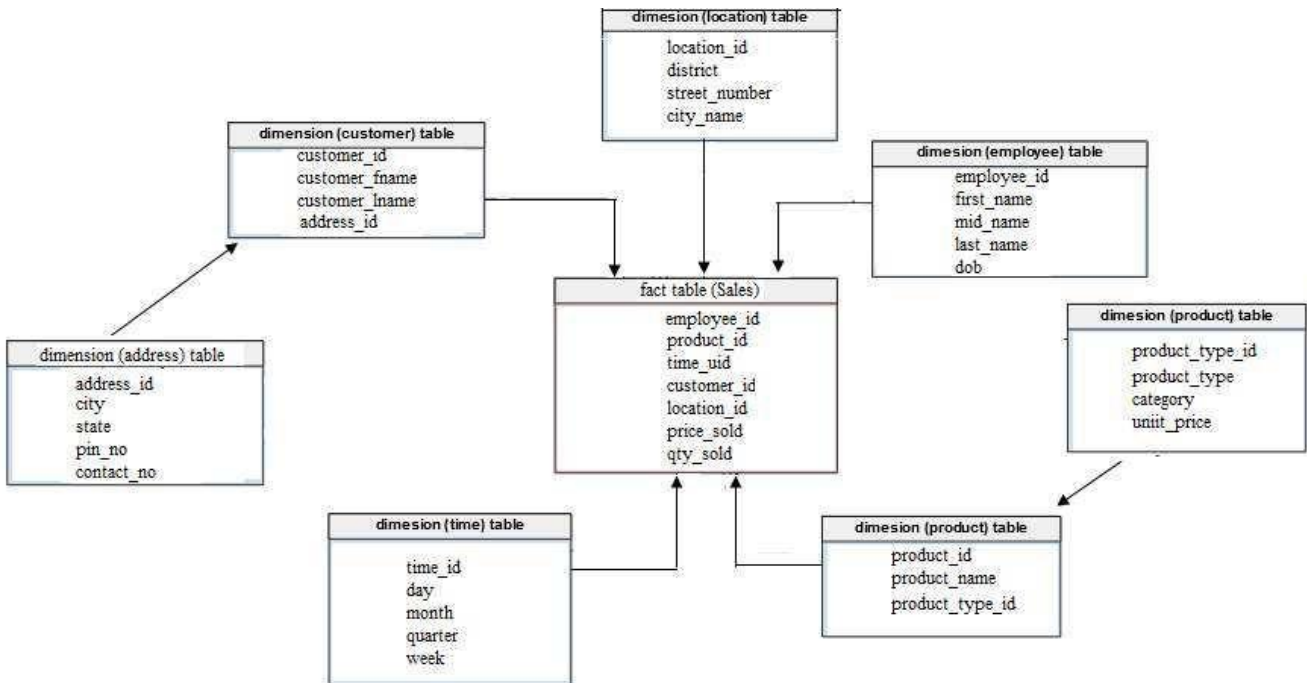 dimesion (location) table
location_id
district
street_number
city_name
dimension (customer) table
customer_id
customer_fname
customer_lname
address_id
dimesion (employee) table
employee_id
first_name
mid_name
last_name
dob
fact table (Sales)
employee_id
product_id
time_uid
customer_id
location_id
price_sold
qty_sold
dimesion (product) table
product_type_id
product_type
category
uniit_price
dimension (address) table
address_id
city
state
pin_no
contact_no
dimesion (time) table
time_id
day
month
quarter
week
dimesion (product) table
product_id
product_name
product_type_id